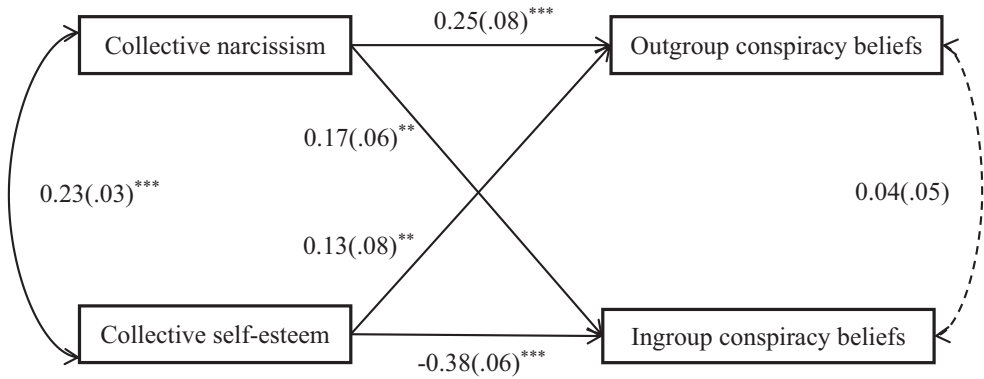 0.25(.08)***
Collective narcissism
Outgroup conspiracy beliefs
0.17(.06)**
0.23(.03)***
0.04(.05)
0.13(.08)**
Collective self-esteem
Ingroup conspiracy beliefs
-0.38(.06)***